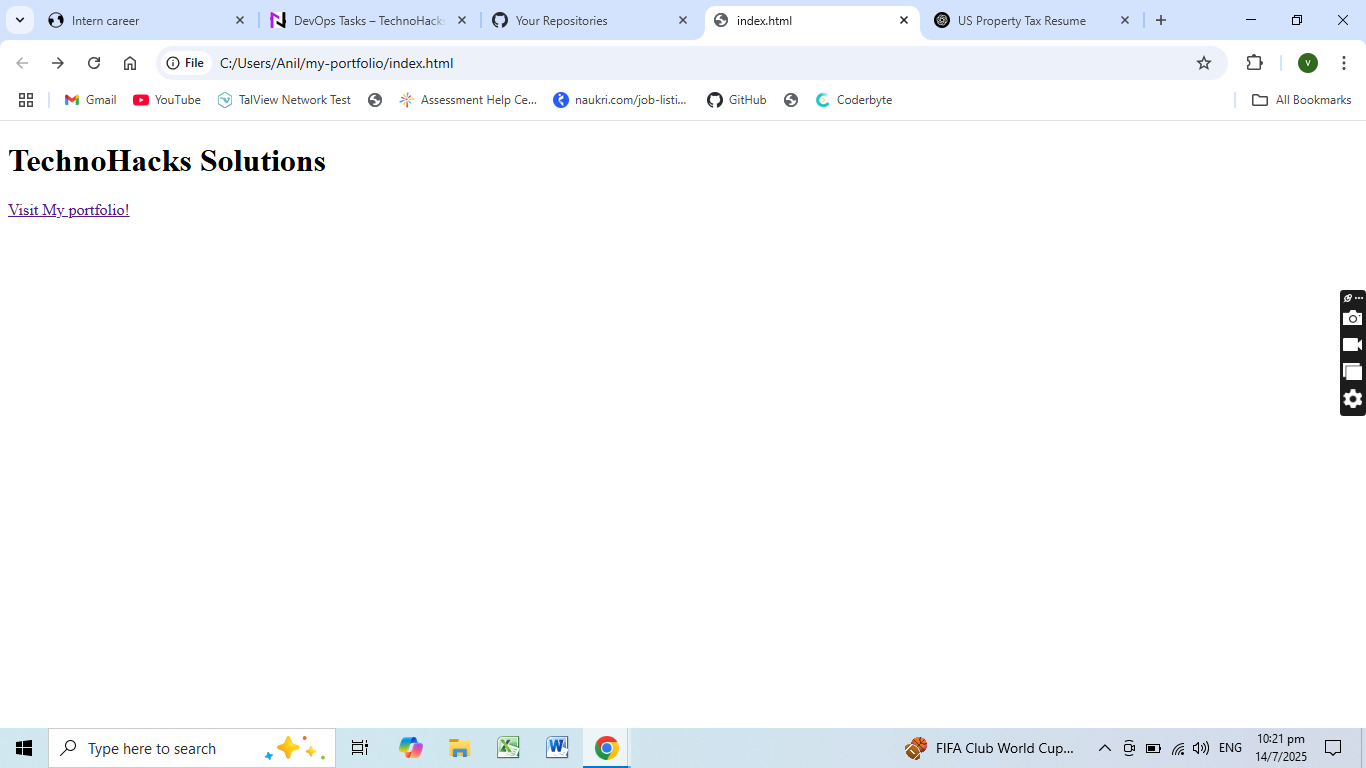 Intern career
DevOps Tasks – TechnoHacks
Your Repositories
index.html
US Property Tax Resume
File
C:/Users/Anil/my-portfolio/index.html
V
Gmail
YouTube
TalView Network Test
Assessment Help Ce...
naukri.com/job-listi...
GitHub
Coderbyte
All Bookmarks
TechnoHacks Solutions
Visit My portfolio!
Type here to search
FIFA Club World Cup...
ENG
10:21 pm
14/7/2025